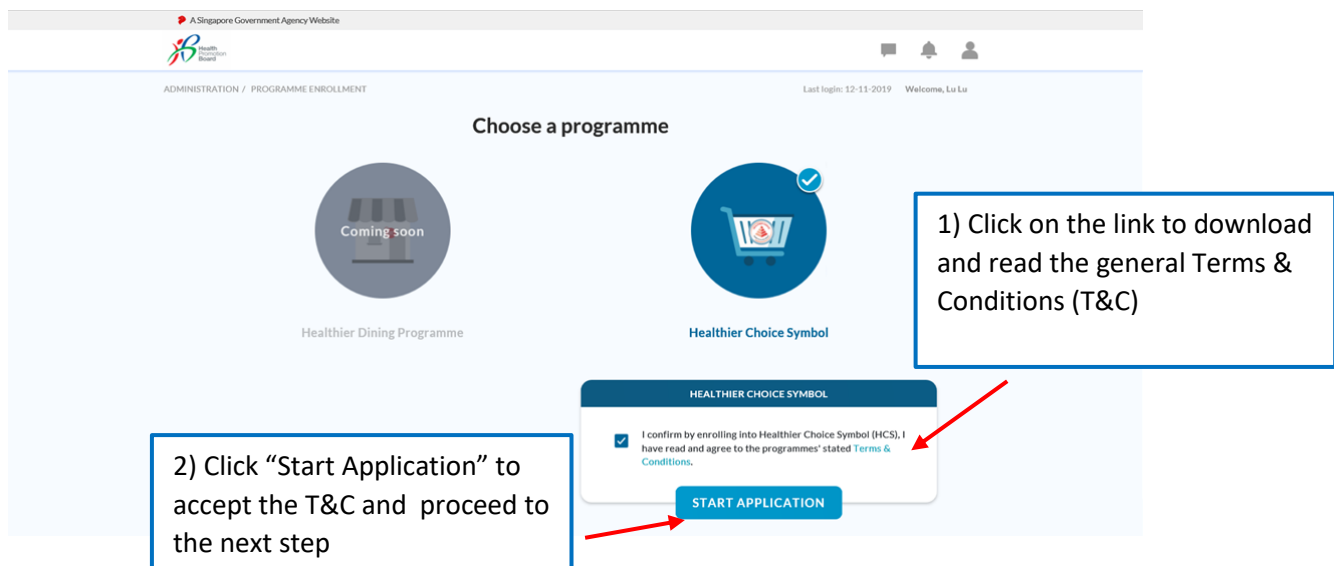 A Singapore Government Agency Website
Health
Promotion
Board
ADMINISTRATION / PROGRAMME ENROLLMENT
Last login: 12-11-2019 Welcome, Lu Lu
Choose a programme
Coming soon
Healthier Dining Programme
Healthier Choice Symbol
1) Click on the link to download
and read the general Terms &
Conditions (T&C)
HEALTHIER CHOICE SYMBOL
I confirm by enrolling into Healthier Choice Symbol (HCS), I
have read and agree to the programmes' stated Terms &
Conditions.
START APPLICATION
2) Click “Start Application” to
accept the T&C and proceed to
the next step